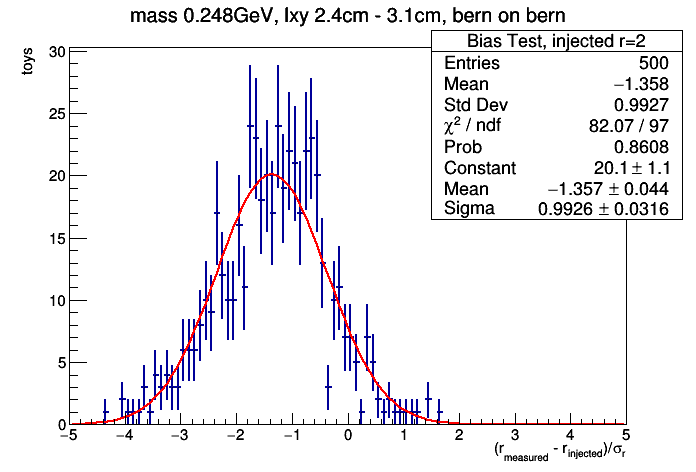 mass 0.248GeV, lxy 2.4cm - 3.1cm, bern on bern
Bias Test, injected r=2
Entries 500
Mean −1.358
Std Dev 0.9927
χ² / ndf 82.07 / 97
Prob 0.8608
Constant 20.1 ± 1.1
Mean −1.357 ± 0.044
Sigma 0.9926 ± 0.0316
toys
30
25
20
15
10
5
0
−5 −4 −3 −2 −1 0 1 2 3 4 5
(r_measured - r_injected)/σ_r